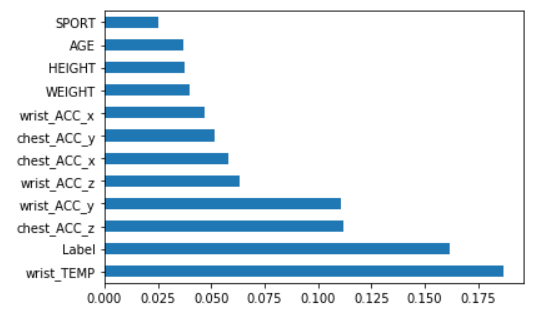 SPORT
AGE
HEIGHT
WEIGHT
wrist_ACC_x
chest_ACC_y
chest_ACC_x
wrist_ACC_z
wrist_ACC_y
chest_ACC_z
Label
wrist_TEMP
0.000 0.025 0.050 0.075 0.100 0.125 0.150 0.175